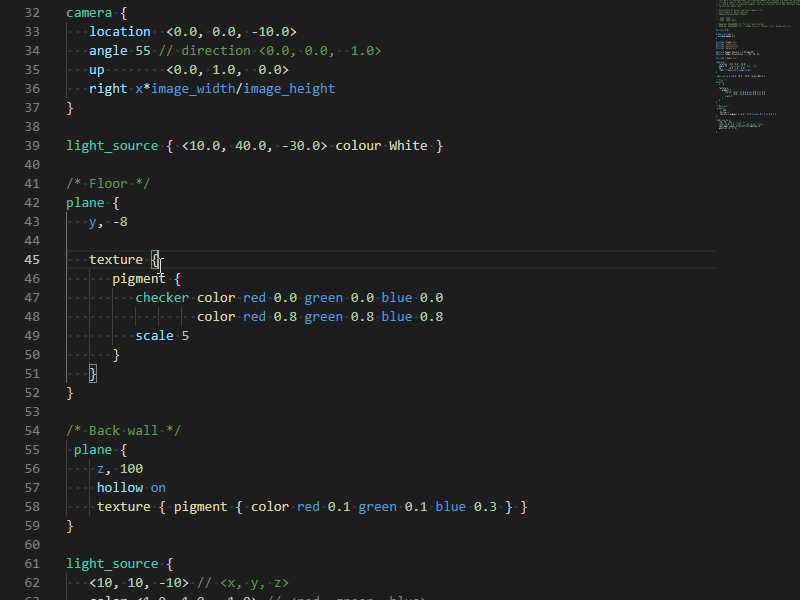 32 camera {
33 location <0.0, 0.0, -10.0>
34 angle 55 // direction <0.0, 0.0, 1.0>
35 up <0.0, 1.0, 0.0>
36 right x*image_width/image_height
37 }
38
39 light_source { <10.0, 40.0, -30.0> colour White }
40
41 /* Floor */
42 plane {
43 y, -8
44
45 texture {
46 pigment {
47 checker color red 0.0 green 0.0 blue 0.0
48 color red 0.8 green 0.8 blue 0.8
49 scale 5
50 }
51 }
52 }
53
54 /* Back wall */
55 plane {
56 z, 100
57 hollow on
58 texture { pigment { color red 0.1 green 0.1 blue 0.3 } }
59 }
60
61 light_source {
62 <10, 10, -10> // <x, y, z>